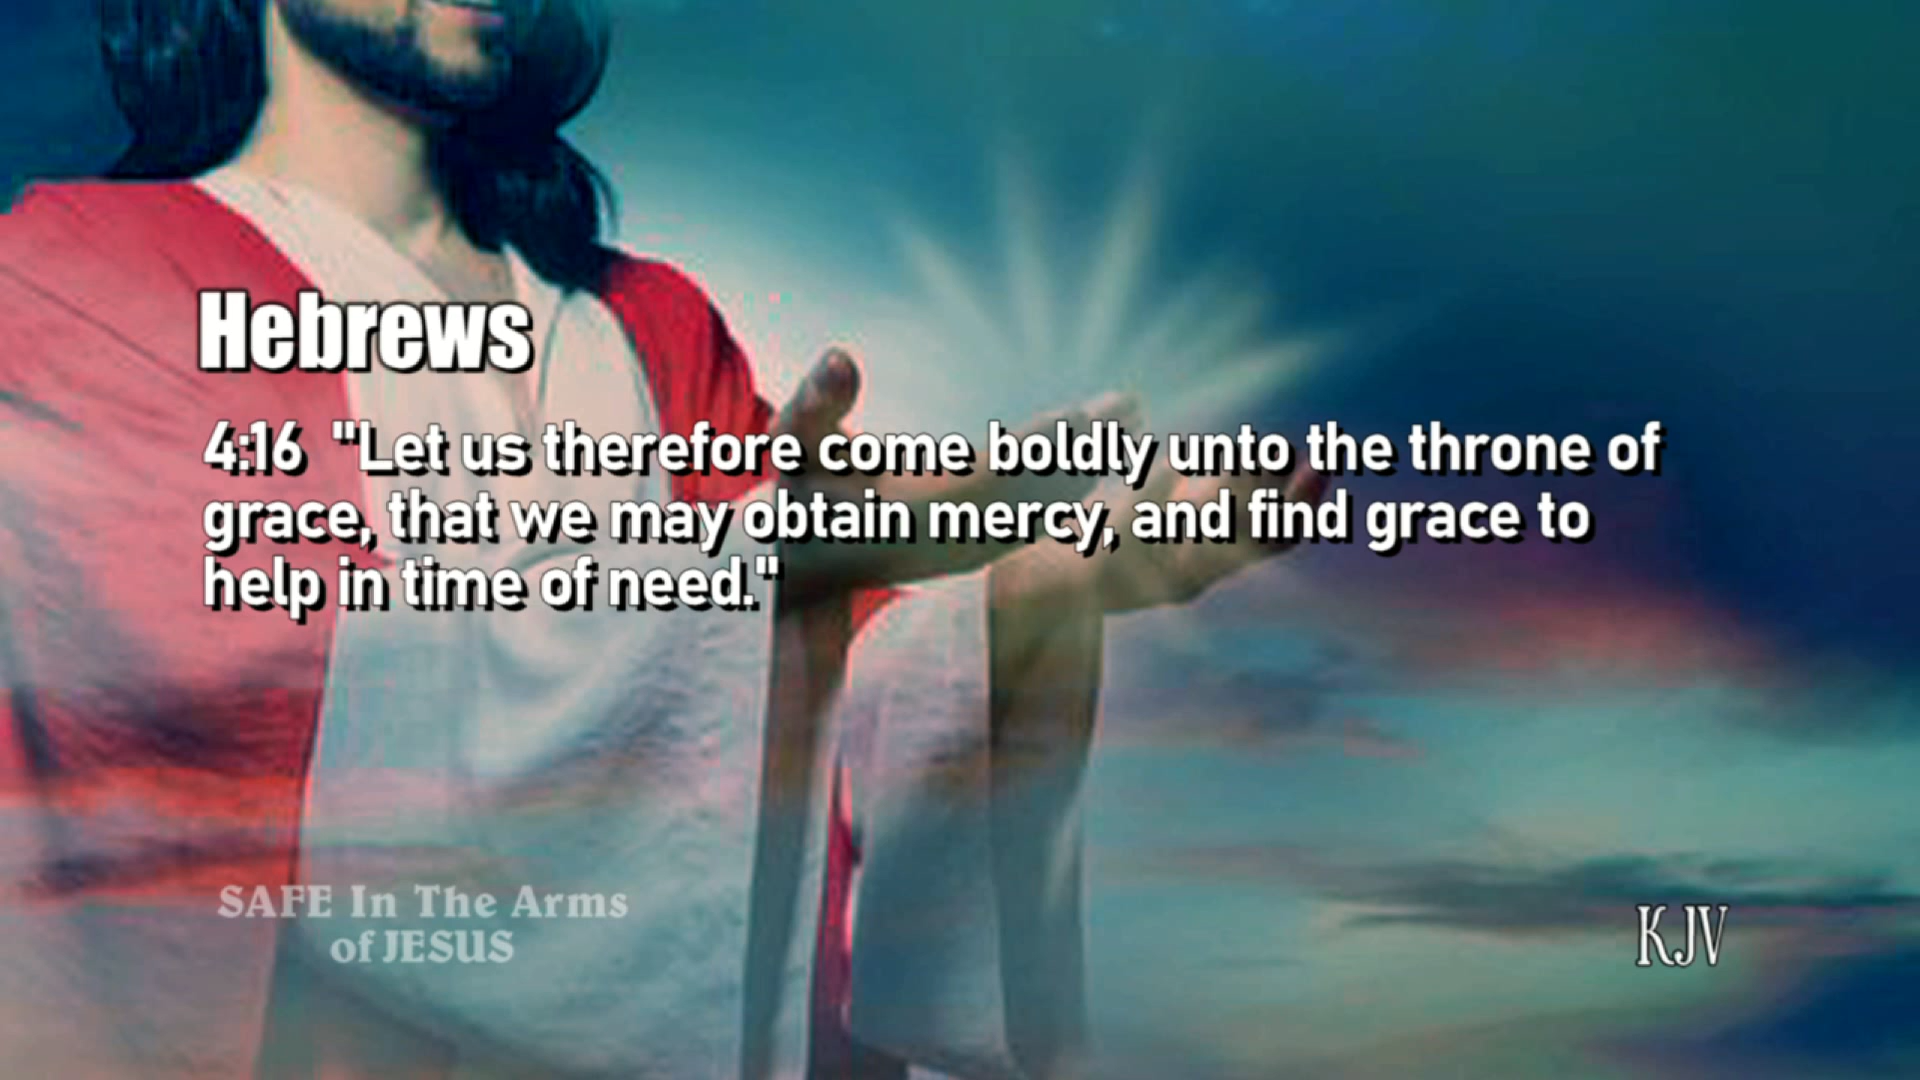 Hebrews
4:16 "Let us therefore come boldly unto the throne of
grace, that we may obtain mercy, and find grace to
help in time of need."
SAFE In The Arms
of JESUS
KJV